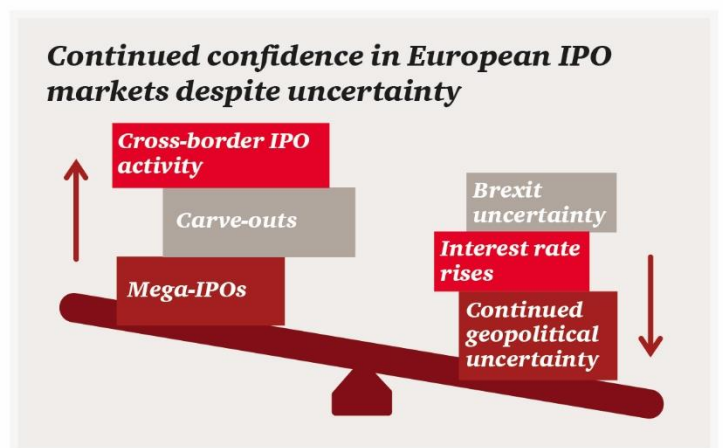 Continued confidence in European IPO
markets despite uncertainty
Cross-border IPO
activity
Carve-outs
Mega-IPOs
Brexit
uncertainty
Interest rate
rises
Continued
geopolitical
uncertainty